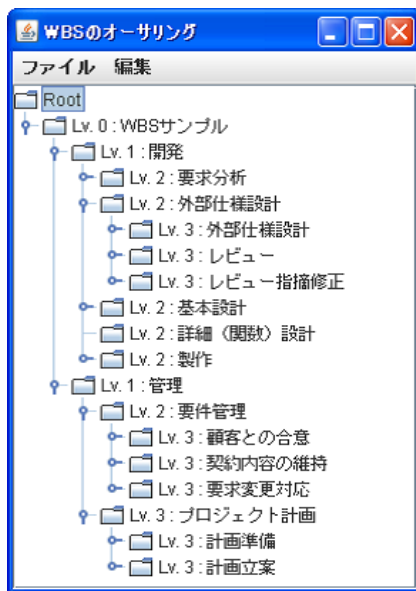 WBSのオーサリング
ファイル 編集
Root
Lv. 0 : WBSサンプル
Lv. 1 : 開発
Lv. 2 : 要求分析
Lv. 2 : 外部仕様設計
Lv. 3 : 外部仕様設計
Lv. 3 : レビュー
Lv. 3 : レビュー指摘修正
Lv. 2 : 基本設計
Lv. 2 : 詳細（関数）設計
Lv. 2 : 製作
Lv. 1 : 管理
Lv. 2 : 要件管理
Lv. 3 : 顧客との合意
Lv. 3 : 契約内容の維持
Lv. 3 : 要求変更対応
Lv. 3 : プロジェクト計画
Lv. 3 : 計画準備
Lv. 3 : 計画立案